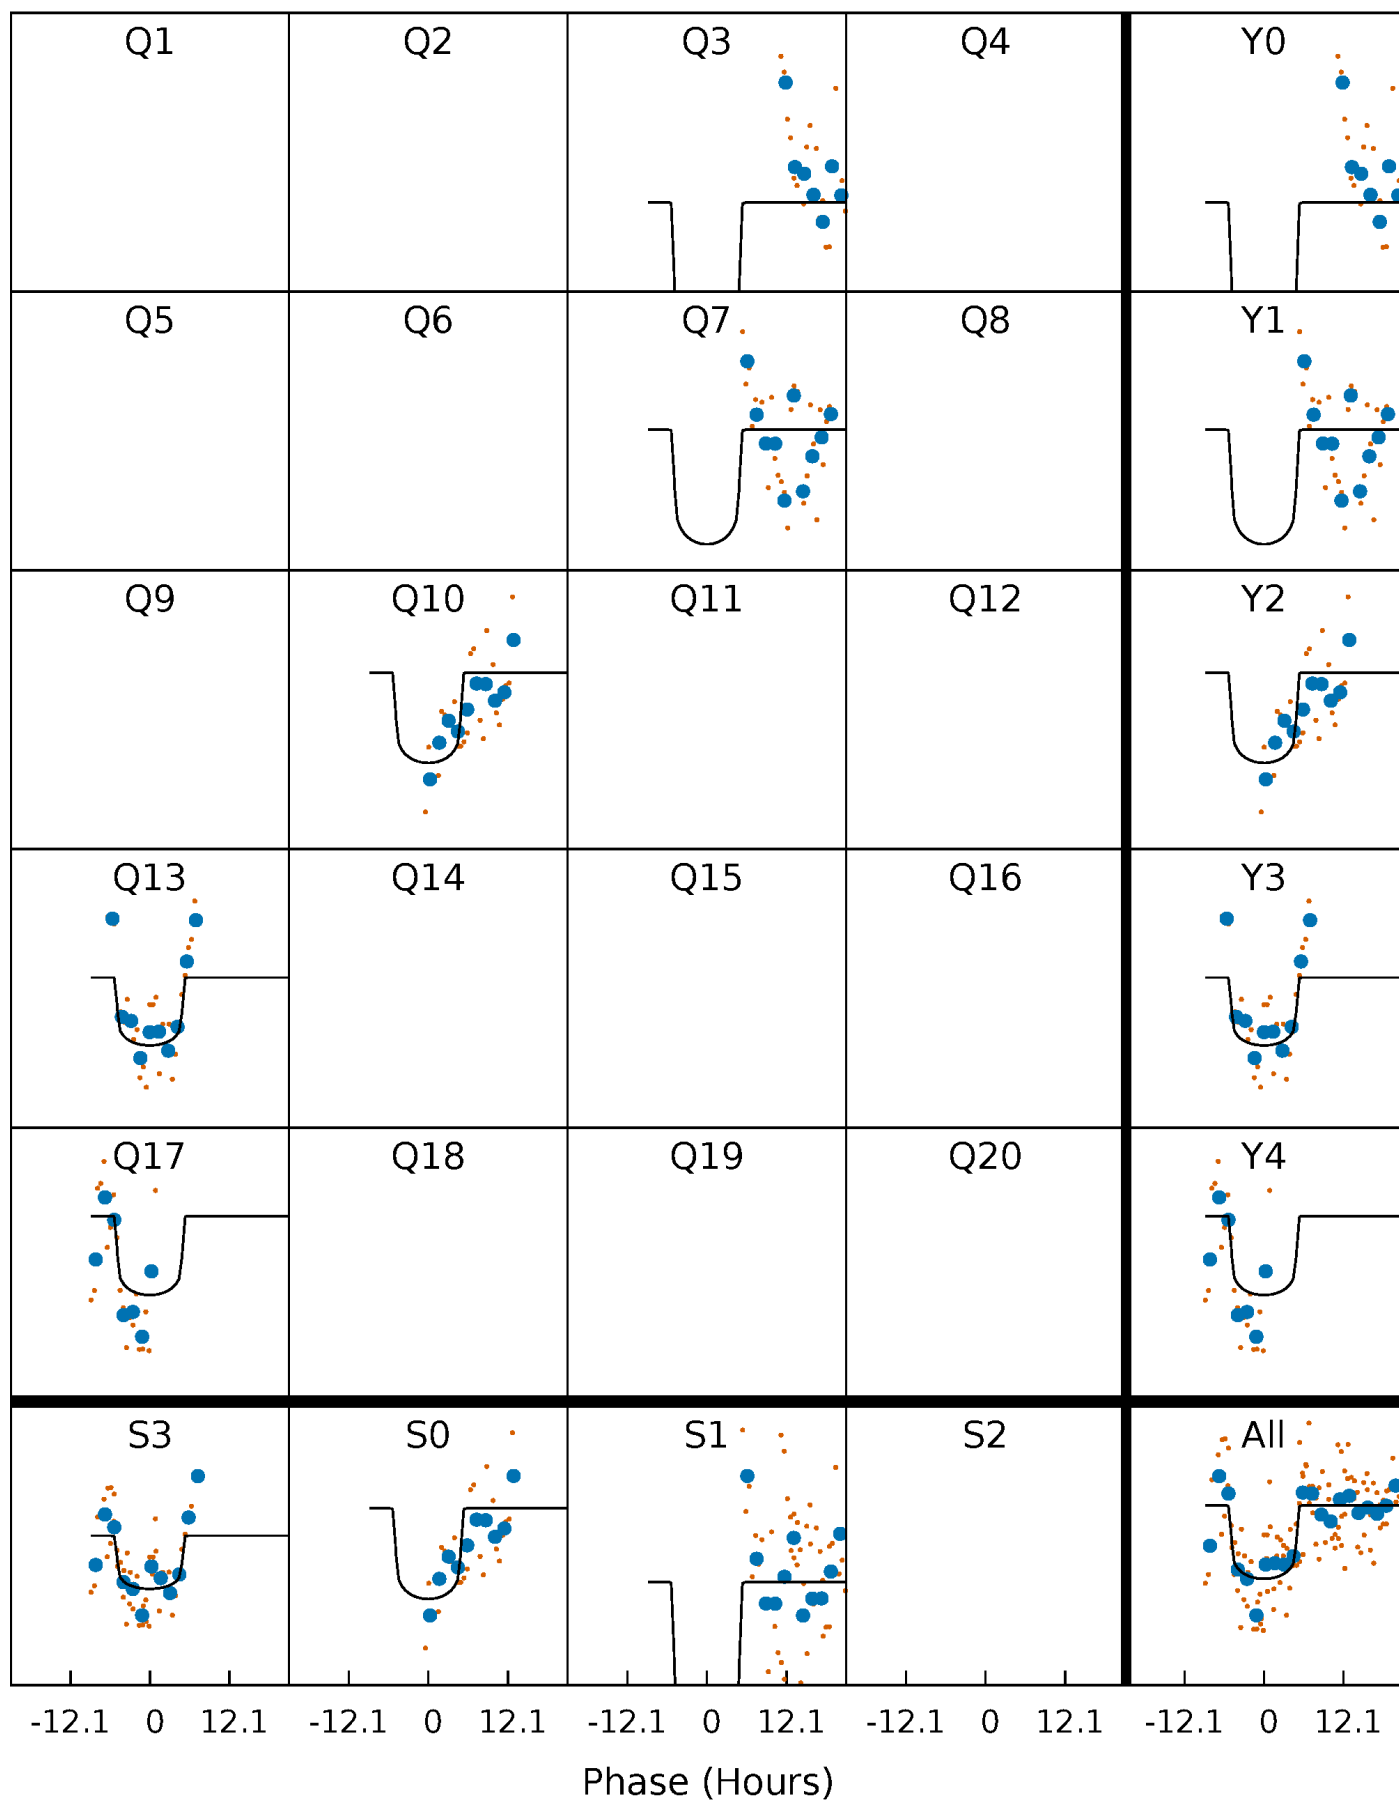 Q1 Q2 Q3 Q4 Y0
Q5 Q6 Q7 Q8 Y1
Q9 Q10 Q11 Q12 Y2
Q13 Q14 Q15 Q16 Y3
Q17 Q18 Q19 Q20 Y4
S3 S0 S1 S2 All
-12.1 0 12.1 -12.1 0 12.1 -12.1 0 12.1 -12.1 0 12.1 -12.1 0 12.1
Phase (Hours)